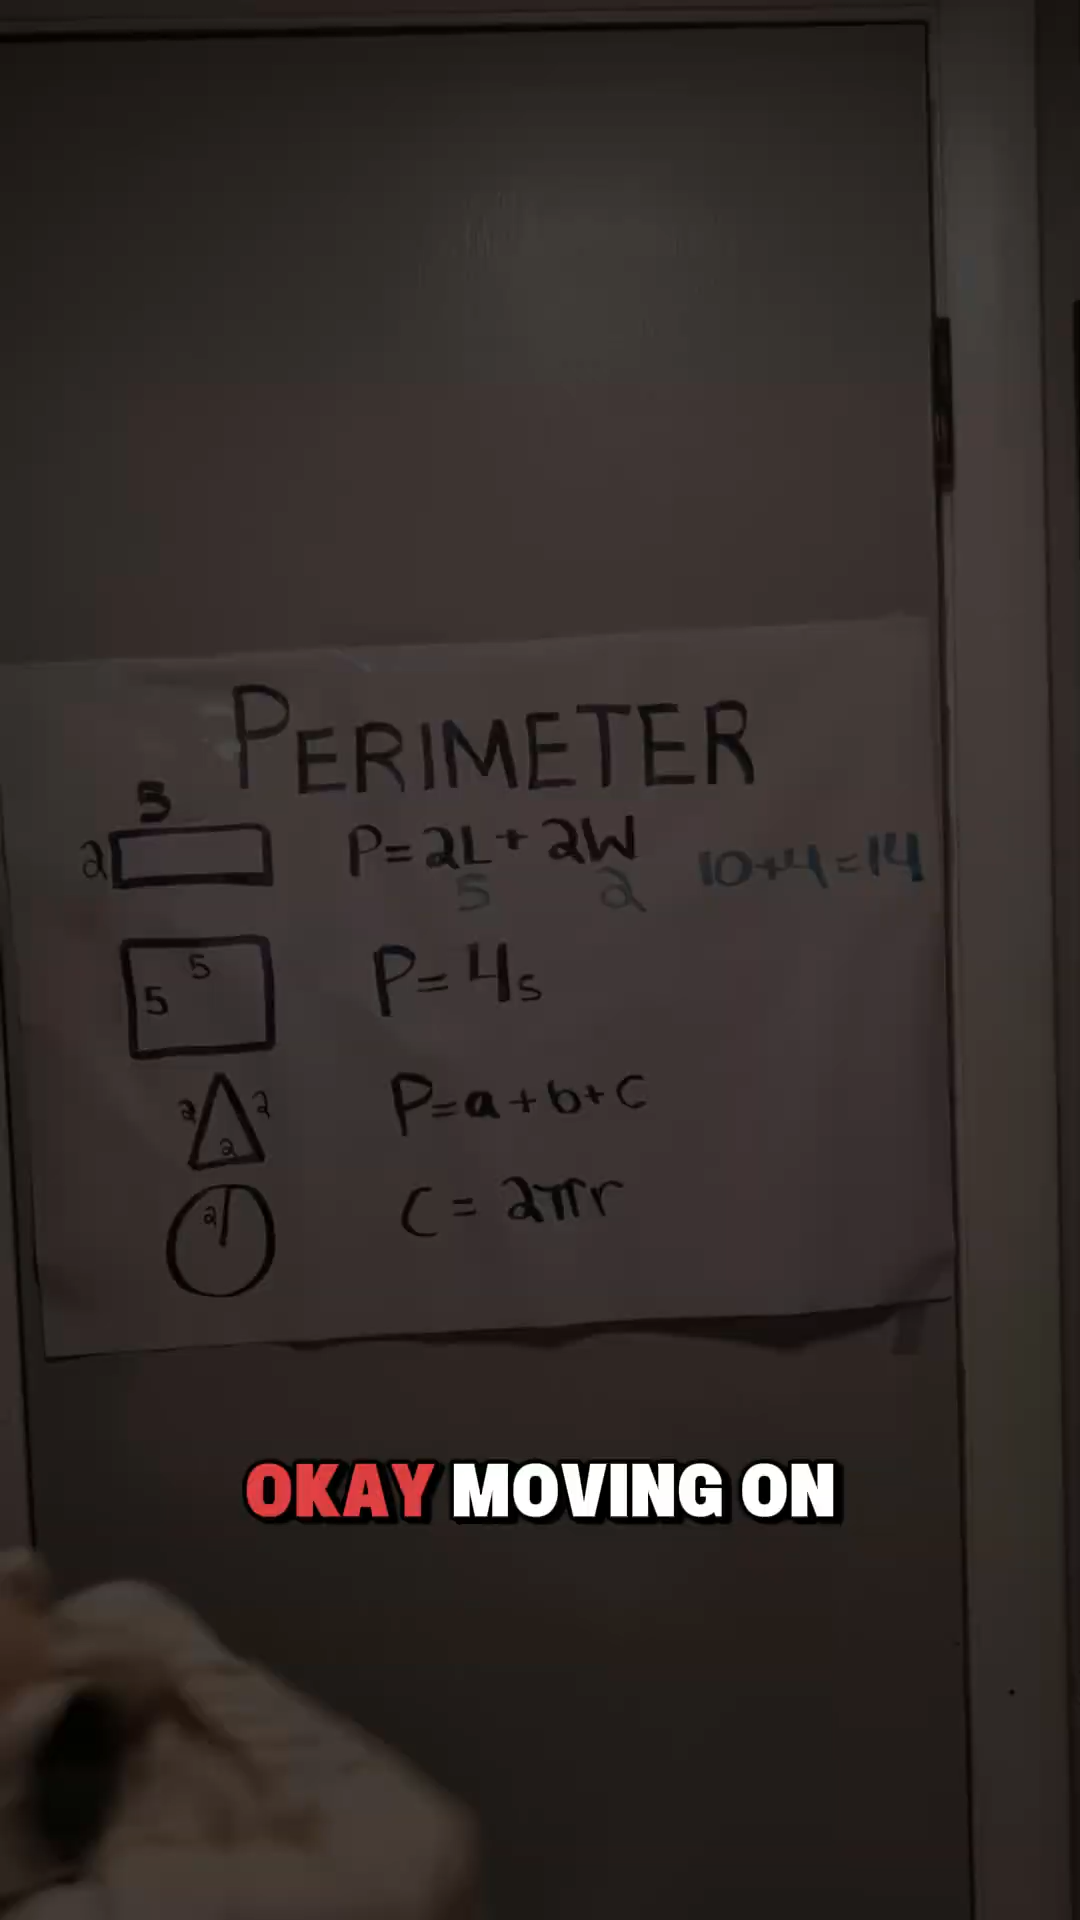 PERIMETER
5
2
P=2L+2W
5 2
10+4=14
5
5
P=4s
2 2
2
P=a+b+c
2
C=2πr
OKAY MOVING ON